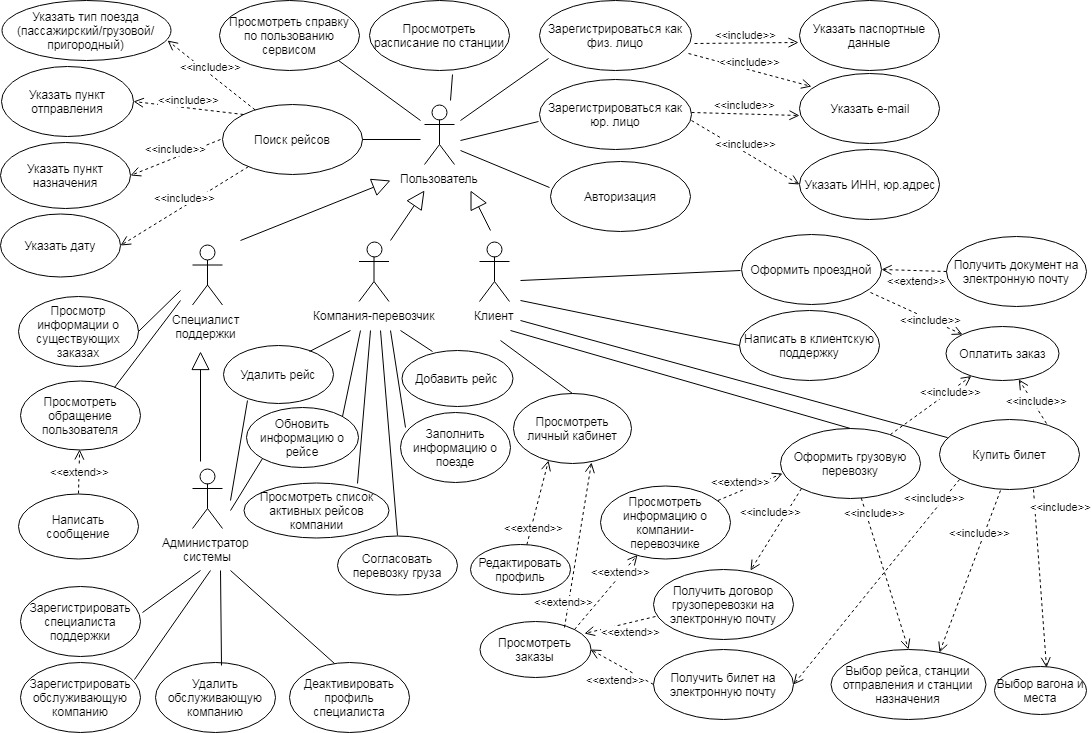 Указать тип поезда
(пассажирский/грузовой/
пригородный)
Просмотреть справку
по пользованию
сервисом
Просмотреть
расписание по станции
Зарегистрироваться как
физ. лицо
<<include>>
Указать паспортные
данные
<<include>>
<<include>>
Указать пункт
отправления
<<include>>
Зарегистрироваться как
юр. лицо
<<include>>
Указать e-mail
Поиск рейсов
<<include>>
<<include>>
Указать пункт
назначения
Пользователь
Указать ИНН, юр.адрес
<<include>>
Авторизация
Указать дату
Оформить проездной
Получить документ на
электронную почту
<<extend>>
Просмотр
информации о
существующих
заказах
Специалист
поддержки
Компания-перевозчик
Клиент
<<include>>
Написать в клиентскую
поддержку
Оплатить заказ
Удалить рейс
Добавить рейс
<<include>>
<<include>>
Просмотреть
обращение
пользователя
Обновить
информацию о
рейсе
Заполнить
информацию о
поезде
Просмотреть
личный кабинет
Оформить грузовую
перевозку
Купить билет
<<extend>>
<<extend>>
Просмотреть список
активных рейсов
компании
Просмотреть
информацию о
компании-
перевозчике
<<include>>
<<include>>
<<include>>
<<include>>
Написать
сообщение
<<extend>>
<<include>>
Администратор
системы
Согласовать
перевозку груза
Редактировать
профиль
<<extend>>
Получить договор
грузоперевозки на
электронную почту
<<extend>>
Зарегистрировать
специалиста
поддержки
<<extend>>
Просмотреть
заказы
Зарегистрировать
обслуживающую
компанию
Удалить
обслуживающую
компанию
Деактивировать
профиль
специалиста
<<extend>>
Получить билет на
электронную почту
Выбор рейса, станции
отправления и станции
назначения
Выбор вагона и
места